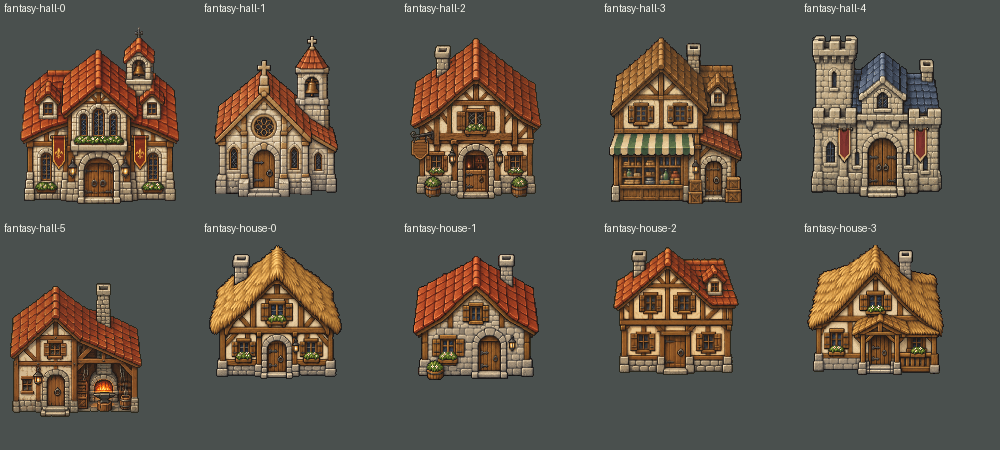 fantasy-hall-0
fantasy-hall-1
fantasy-hall-2
fantasy-hall-3
fantasy-hall-4
fantasy-hall-5
fantasy-house-0
fantasy-house-1
fantasy-house-2
fantasy-house-3